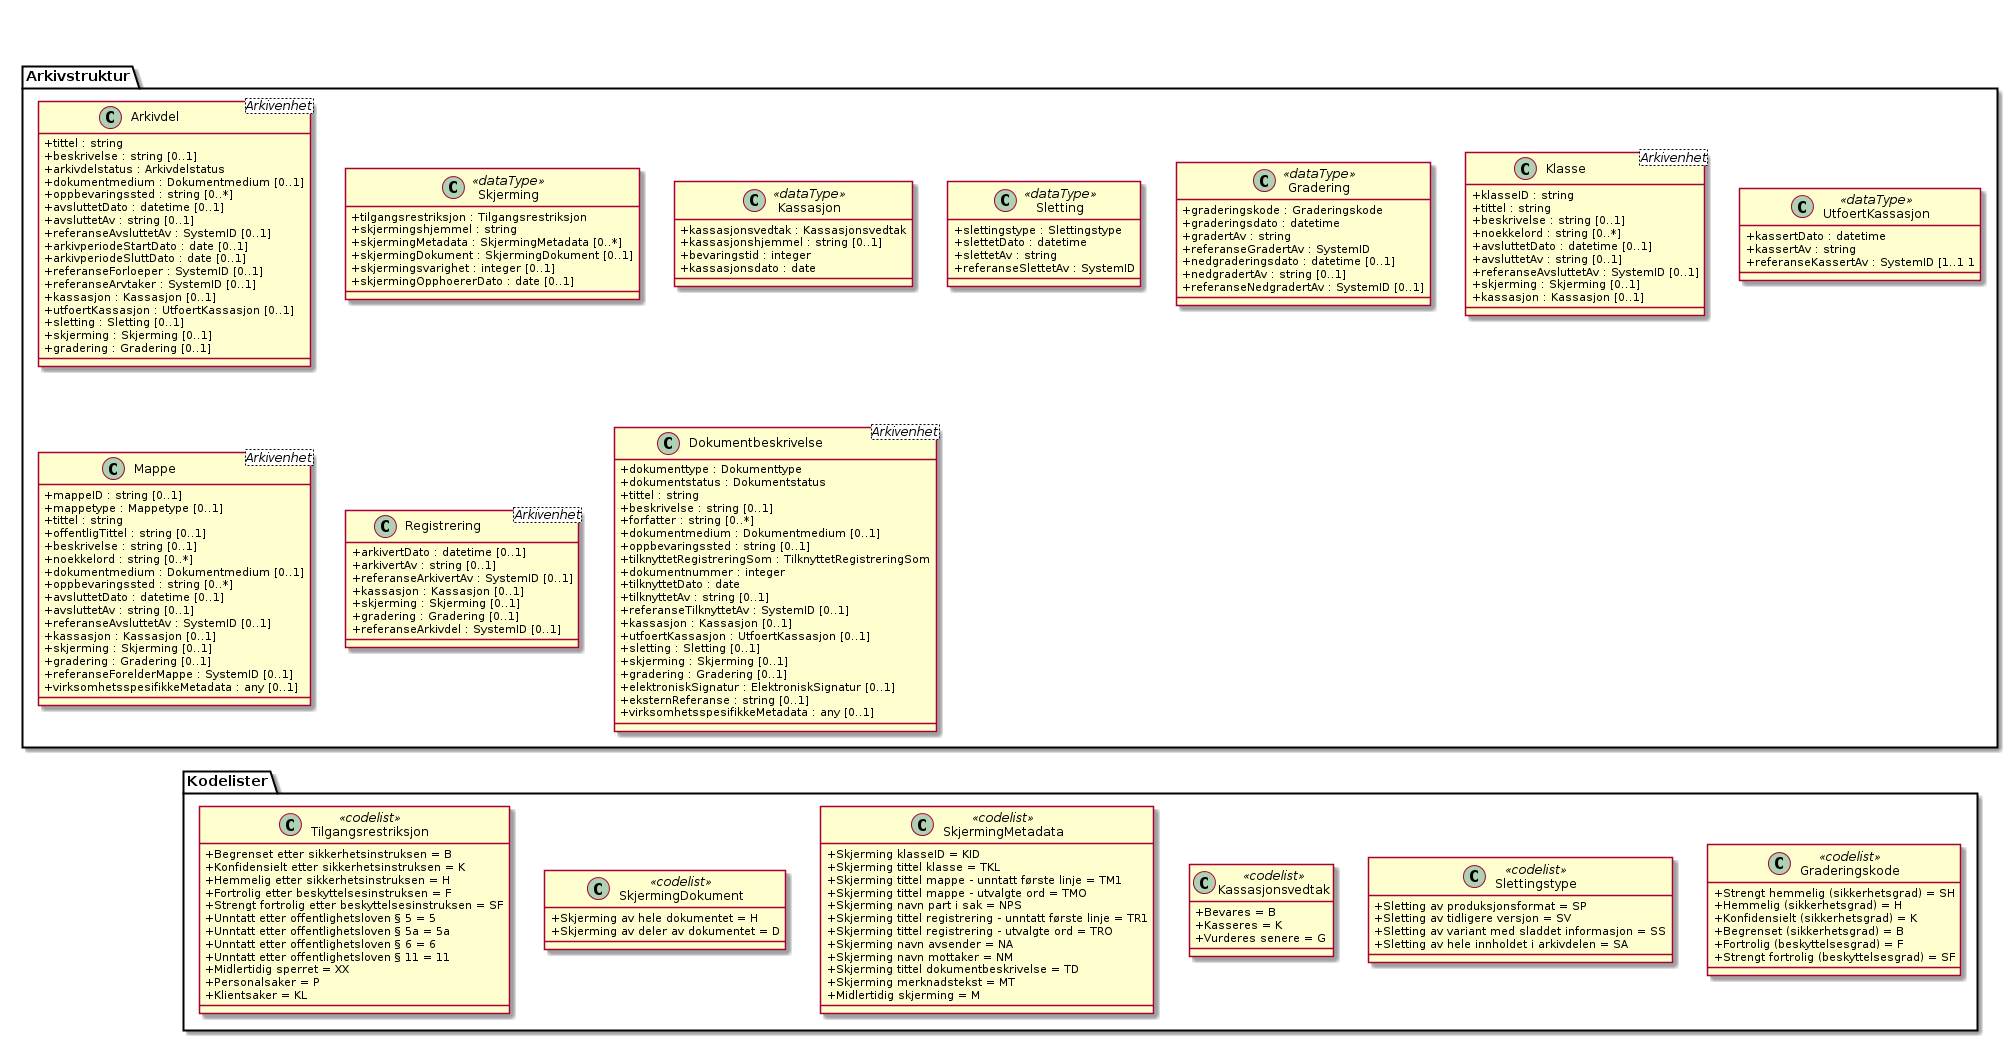 Arkivstruktur
Arkivenhet
C Arkivdel
+tittel : string
+beskrivelse : string [0..1]
+arkivdelstatus : Arkivdelstatus
+dokumentmedium : Dokumentmedium [0..1]
+oppbevaringssted : string [0..*]
+avsluttetDato : datetime [0..1]
+avsluttetAv : string [0..1]
+referanseAvsluttetAv : SystemID [0..1]
+arkivperiodeStartDato : date [0..1]
+arkivperiodeSluttDato : date [0..1]
+referanseForloeper : SystemID [0..1]
+referanseArvtaker : SystemID [0..1]
+kassasjon : Kassasjon [0..1]
+utfoertKassasjon : UtfoertKassasjon [0..1]
+sletting : Sletting [0..1]
+skjerming : Skjerming [0..1]
+gradering : Gradering [0..1]
«dataType»
C Skjerming
+tilgangsrestriksjon : Tilgangsrestriksjon
+skjermingshjemmel : string
+skjermingMetadata : SkjermingMetadata [0..*]
+skjermingDokument : SkjermingDokument [0..1]
+skjermingsvarighet : integer [0..1]
+skjermingOpphoererDato : date [0..1]
«dataType»
C Kassasjon
+kassasjonsvedtak : Kassasjonsvedtak
+kassasjonshjemmel : string [0..1]
+bevaringstid : integer
+kassasjonsdato : date
«dataType»
C Sletting
+slettingstype : Slettingstype
+slettetDato : datetime
+slettetAv : string
+referanseSlettetAv : SystemID
«dataType»
C Gradering
+graderingskode : Graderingskode
+graderingsdato : datetime
+gradertAv : string
+referanseGradertAv : SystemID
+nedgraderingsdato : datetime [0..1]
+nedgradertAv : string [0..1]
+referanseNedgradertAv : SystemID [0..1]
Arkivenhet
C Klasse
+klasseID : string
+tittel : string
+beskrivelse : string [0..1]
+noekkelord : string [0..*]
+avsluttetDato : datetime [0..1]
+avsluttetAv : string [0..1]
+referanseAvsluttetAv : SystemID [0..1]
+skjerming : Skjerming [0..1]
+kassasjon : Kassasjon [0..1]
«dataType»
C UtfoertKassasjon
+kassertDato : datetime
+kassertAv : string
+referanseKassertAv : SystemID [1..1 1
Arkivenhet
C Mappe
+mappeID : string [0..1]
+mappetype : Mappetype [0..1]
+tittel : string
+offentligTittel : string [0..1]
+beskrivelse : string [0..1]
+noekkelord : string [0..*]
+dokumentmedium : Dokumentmedium [0..1]
+oppbevaringssted : string [0..*]
+avsluttetDato : datetime [0..1]
+avsluttetAv : string [0..1]
+referanseAvsluttetAv : SystemID [0..1]
+kassasjon : Kassasjon [0..1]
+skjerming : Skjerming [0..1]
+gradering : Gradering [0..1]
+referanseForelderMappe : SystemID [0..1]
+virksomhetsspesifikkeMetadata : any [0..1]
Arkivenhet
C Registrering
+arkivertDato : datetime [0..1]
+arkivertAv : string [0..1]
+referanseArkivertAv : SystemID [0..1]
+kassasjon : Kassasjon [0..1]
+skjerming : Skjerming [0..1]
+gradering : Gradering [0..1]
+referanseArkivdel : SystemID [0..1]
Arkivenhet
C Dokumentbeskrivelse
+dokumenttype : Dokumenttype
+dokumentstatus : Dokumentstatus
+tittel : string
+beskrivelse : string [0..1]
+forfatter : string [0..*]
+dokumentmedium : Dokumentmedium [0..1]
+oppbevaringssted : string [0..1]
+tilknyttetRegistreringSom : TilknyttetRegistreringSom
+dokumentnummer : integer
+tilknyttetDato : date
+tilknyttetAv : string [0..1]
+referanseTilknyttetAv : SystemID [0..1]
+kassasjon : Kassasjon [0..1]
+utfoertKassasjon : UtfoertKassasjon [0..1]
+sletting : Sletting [0..1]
+skjerming : Skjerming [0..1]
+gradering : Gradering [0..1]
+elektroniskSignatur : ElektroniskSignatur [0..1]
+eksternReferanse : string [0..1]
+virksomhetsspesifikkeMetadata : any [0..1]
Kodelister
«codelist»
C Tilgangsrestriksjon
+Begrenset etter sikkerhetsinstruksen = B
+Konfidensielt etter sikkerhetsinstruksen = K
+Hemmelig etter sikkerhetsinstruksen = H
+Fortrolig etter beskyttelsesinstruksen = F
+Strengt fortrolig etter beskyttelsesinstruksen = SF
+Unntatt etter offentlighetsloven § 5 = 5
+Unntatt etter offentlighetsloven § 5a = 5a
+Unntatt etter offentlighetsloven § 6 = 6
+Unntatt etter offentlighetsloven § 11 = 11
+Midlertidig sperret = XX
+Personalsaker = P
+Klientsaker = KL
«codelist»
C SkjermingDokument
+Skjerming av hele dokumentet = H
+Skjerming av deler av dokumentet = D
«codelist»
C SkjermingMetadata
+Skjerming klasseID = KID
+Skjerming tittel klasse = TKL
+Skjerming tittel mappe - unntatt første linje = TM1
+Skjerming tittel mappe - utvalgte ord = TMO
+Skjerming navn part i sak = NPS
+Skjerming tittel registrering - unntatt første linje = TR1
+Skjerming tittel registrering - utvalgte ord = TRO
+Skjerming navn avsender = NA
+Skjerming navn mottaker = NM
+Skjerming tittel dokumentbeskrivelse = TD
+Skjerming merknadstekst = MT
+Midlertidig skjerming = M
«codelist»
C Kassasjonsvedtak
+Bevares = B
+Kasseres = K
+Vurderes senere = G
«codelist»
C Slettingstype
+Sletting av produksjonsformat = SP
+Sletting av tidligere versjon = SV
+Sletting av variant med sladdet informasjon = SS
+Sletting av hele innholdet i arkivdelen = SA
«codelist»
C Graderingskode
+Strengt hemmelig (sikkerhetsgrad) = SH
+Hemmelig (sikkerhetsgrad) = H
+Konfidensielt (sikkerhetsgrad) = K
+Begrenset (sikkerhetsgrad) = B
+Fortrolig (beskyttelsesgrad) = F
+Strengt fortrolig (beskyttelsesgrad) = SF